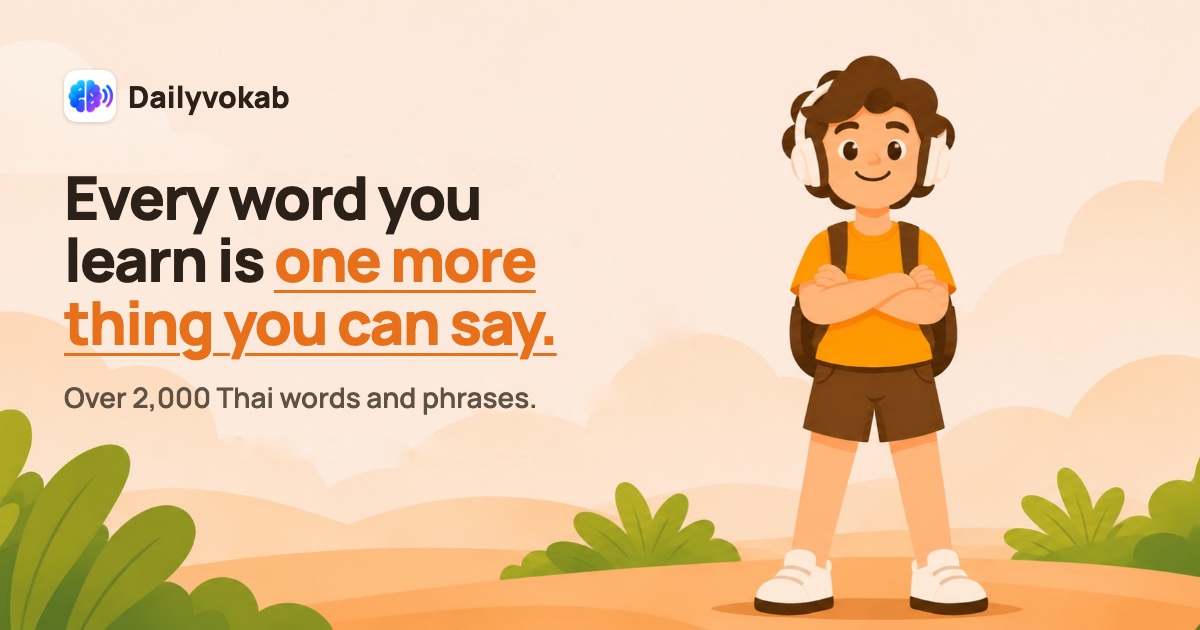 Dailyvokab
Every word you
learn is one more
thing you can say.
Over 2,000 Thai words and phrases.